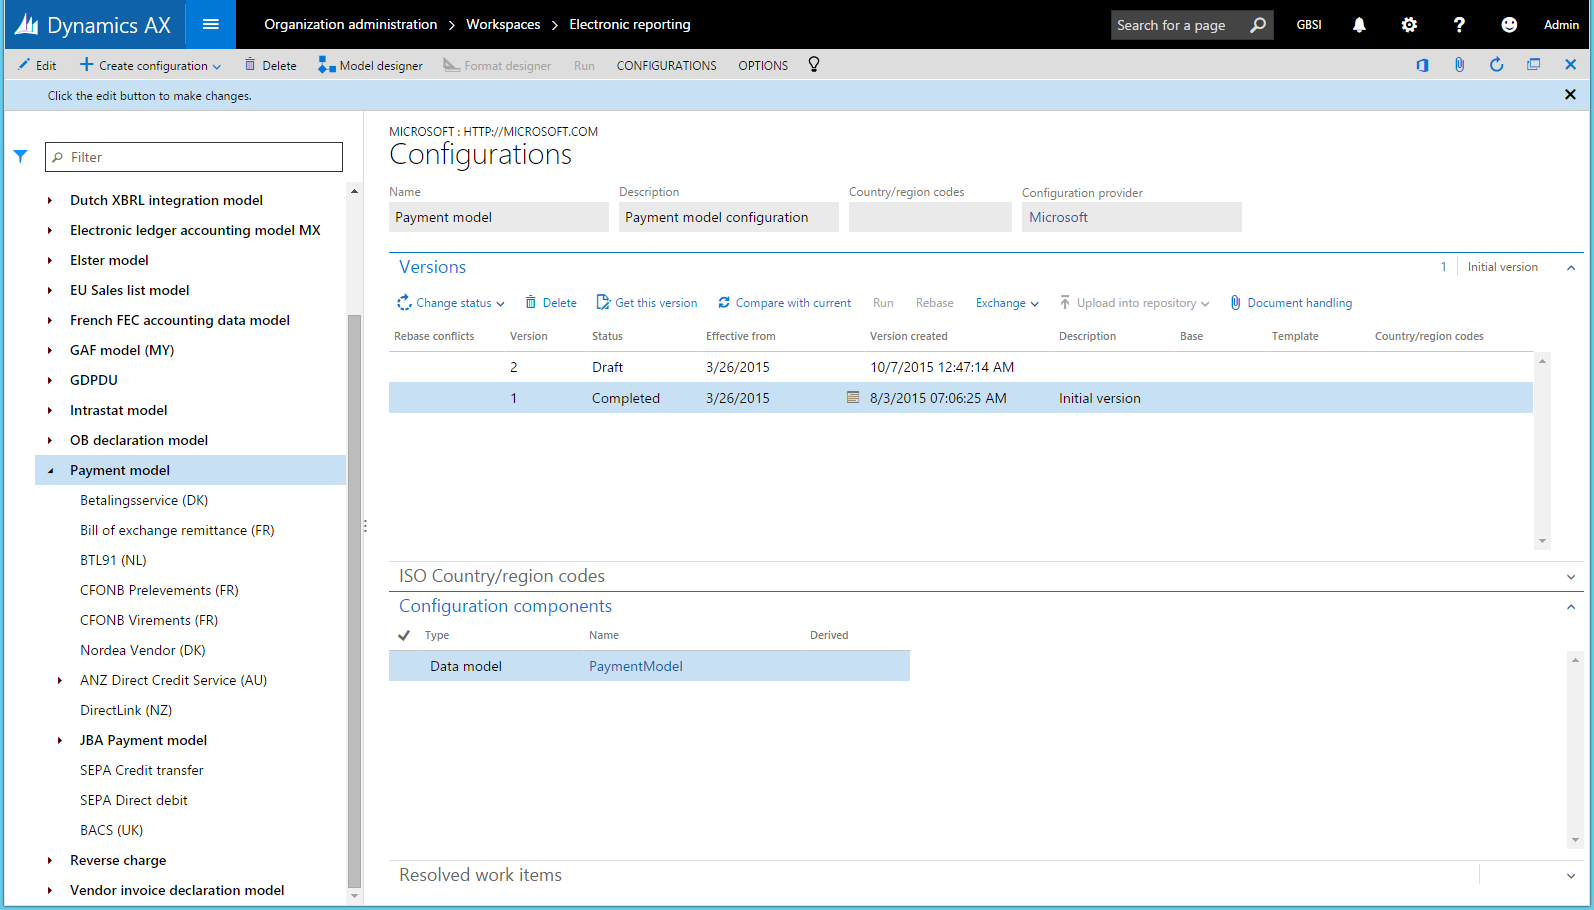 Dynamics AX
Organization administration > Workspaces > Electronic reporting
Search for a page
GBSI
Admin
Edit
Create configuration
Delete
Model designer
Format designer
Run
CONFIGURATIONS
OPTIONS
Click the edit button to make changes.
Filter
Dutch XBRL integration model
Electronic ledger accounting model MX
Elster model
EU Sales list model
French FEC accounting data model
GAF model (MY)
GDPDU
Intrastat model
OB declaration model
Payment model
Betalingsservice (DK)
Bill of exchange remittance (FR)
BTL91 (NL)
CFONB Prelevements (FR)
CFONB Virements (FR)
Nordea Vendor (DK)
ANZ Direct Credit Service (AU)
DirectLink (NZ)
JBA Payment model
SEPA Credit transfer
SEPA Direct debit
BACS (UK)
Reverse charge
Vendor invoice declaration model
MICROSOFT : HTTP://MICROSOFT.COM
Configurations
Name Description Country/region codes Configuration provider
Payment model Payment model configuration Microsoft
Versions 1 Initial version
Change status Delete Get this version Compare with current Run Rebase Exchange Upload into repository Document handling
Rebase conflicts Version Status Effective from Version created Description Base Template Country/region codes
2 Draft 3/26/2015 10/7/2015 12:47:14 AM
1 Completed 3/26/2015 8/3/2015 07:06:25 AM Initial version
ISO Country/region codes
Configuration components
Type Name Derived
Data model PaymentModel
Resolved work items